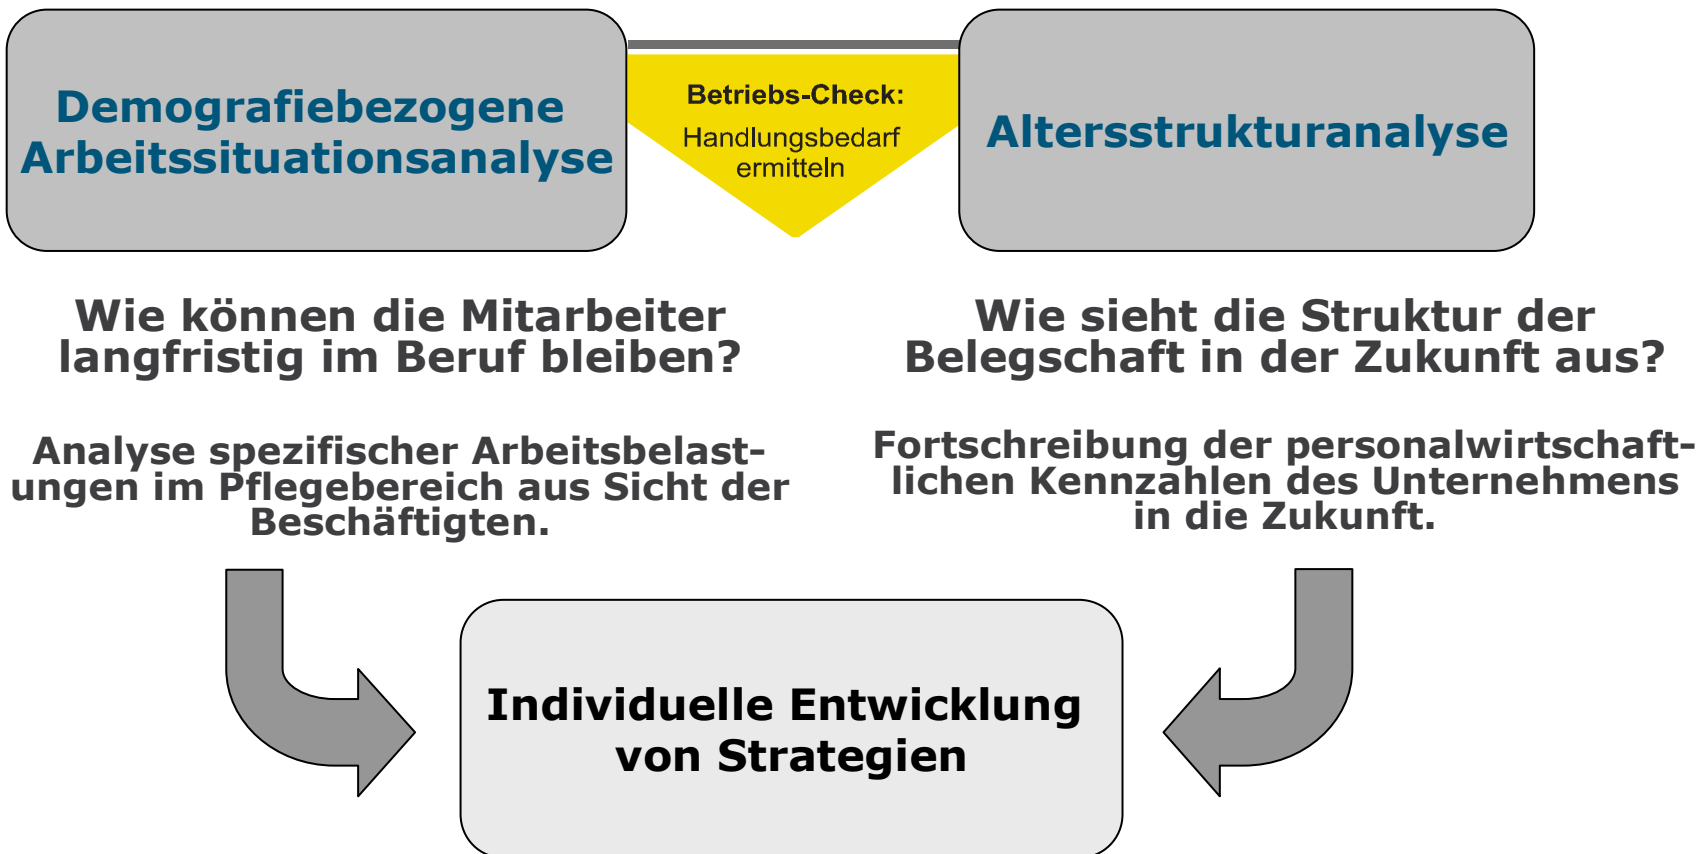 Demografiebezogene
Arbeitssituationsanalyse
Betriebs-Check:
Handlungsbedarf
ermitteln
Altersstrukturanalyse
Wie können die Mitarbeiter
langfristig im Beruf bleiben?
Wie sieht die Struktur der
Belegschaft in der Zukunft aus?
Analyse spezifischer Arbeitsbelast-
ungen im Pflegebereich aus Sicht der
Beschäftigten.
Fortschreibung der personalwirtschaft-
lichen Kennzahlen des Unternehmens
in die Zukunft.
Individuelle Entwicklung
von Strategien